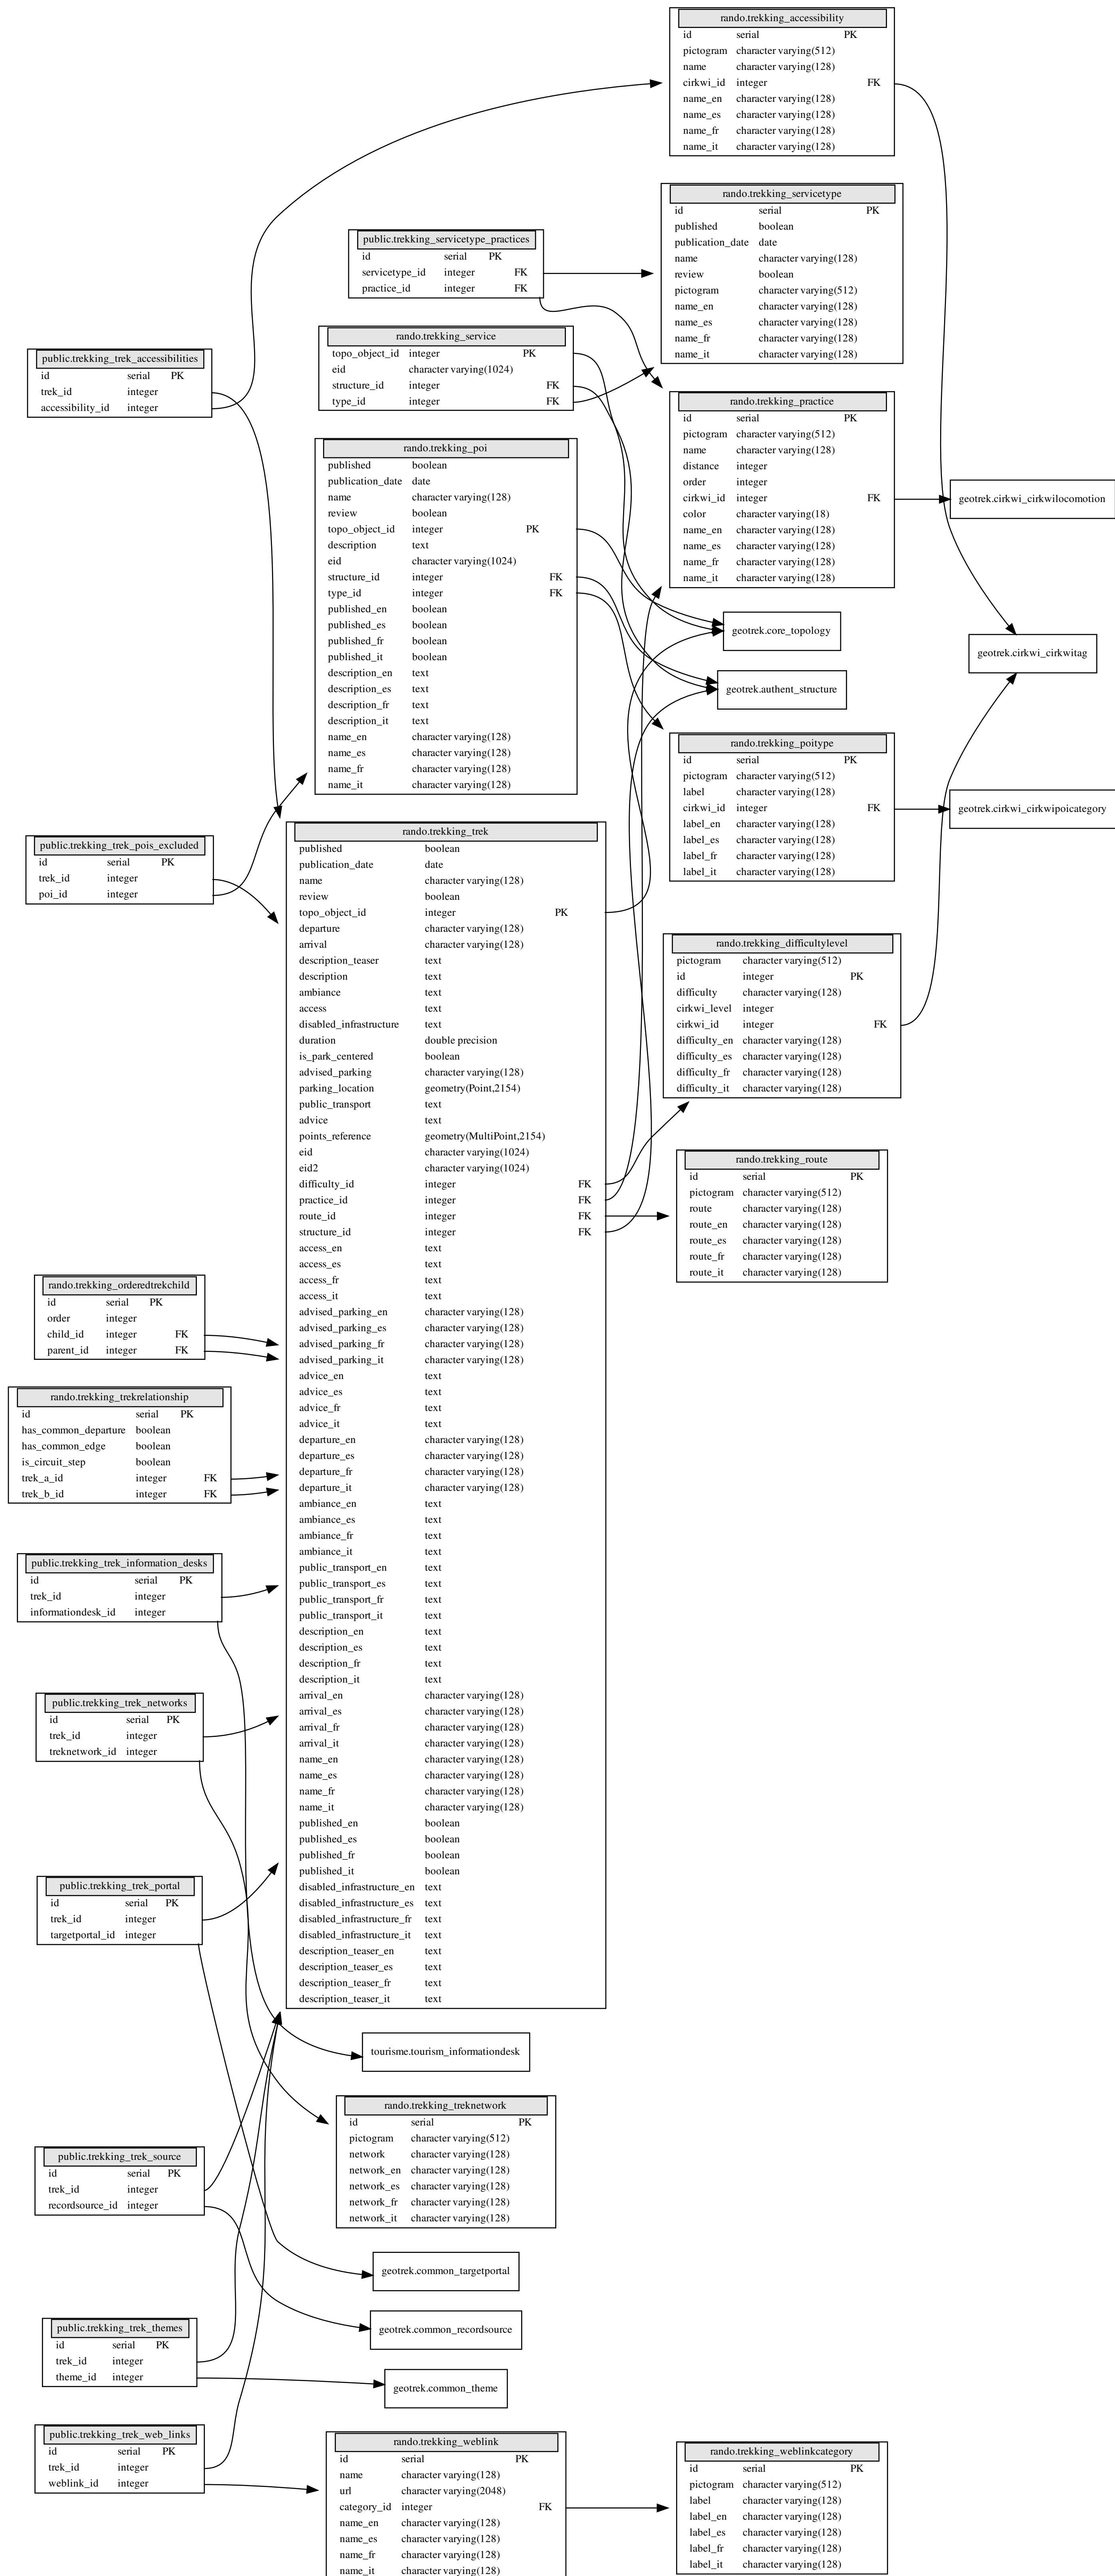 rando.trekking_accessibility
id serial PK
pictogram character varying(512)
name character varying(128)
cirkwi_id integer FK
name_en character varying(128)
name_es character varying(128)
name_fr character varying(128)
name_it character varying(128)
rando.trekking_servicetype
id serial PK
published boolean
publication_date date
name character varying(128)
review boolean
pictogram character varying(512)
name_en character varying(128)
name_es character varying(128)
name_fr character varying(128)
name_it character varying(128)
public.trekking_servicetype_practices
id serial PK
servicetype_id integer FK
practice_id integer FK
rando.trekking_service
topo_object_id integer PK
eid character varying(1024)
structure_id integer FK
type_id integer FK
public.trekking_trek_accessibilities
id serial PK
trek_id integer
accessibility_id integer
rando.trekking_practice
id serial PK
pictogram character varying(512)
name character varying(128)
distance integer
order integer
cirkwi_id integer FK
color character varying(18)
name_en character varying(128)
name_es character varying(128)
name_fr character varying(128)
name_it character varying(128)
geotrek.cirkwi_cirkwilocomotion
rando.trekking_poi
published boolean
publication_date date
name character varying(128)
review boolean
topo_object_id integer PK
description text
eid character varying(1024)
structure_id integer FK
type_id integer FK
published_en boolean
published_es boolean
published_fr boolean
published_it boolean
description_en text
description_es text
description_fr text
description_it text
name_en character varying(128)
name_es character varying(128)
name_fr character varying(128)
name_it character varying(128)
geotrek.core_topology
geotrek.cirkwi_cirkwitag
geotrek.authent_structure
rando.trekking_poitype
id serial PK
pictogram character varying(512)
label character varying(128)
cirkwi_id integer FK
label_en character varying(128)
label_es character varying(128)
label_fr character varying(128)
label_it character varying(128)
geotrek.cirkwi_cirkwipoicategory
public.trekking_trek_pois_excluded
id serial PK
trek_id integer
poi_id integer
rando.trekking_trek
published boolean
publication_date date
name character varying(128)
review boolean
topo_object_id integer PK
departure character varying(128)
arrival character varying(128)
description_teaser text
description text
ambiance text
access text
disabled_infrastructure text
duration double precision
is_park_centered boolean
advised_parking character varying(128)
parking_location geometry(Point,2154)
public_transport text
advice text
points_reference geometry(MultiPoint,2154)
eid character varying(1024)
eid2 character varying(1024)
difficulty_id integer FK
practice_id integer FK
route_id integer FK
structure_id integer FK
access_en text
access_es text
access_fr text
access_it text
advised_parking_en character varying(128)
advised_parking_es character varying(128)
advised_parking_fr character varying(128)
advised_parking_it character varying(128)
advice_en text
advice_es text
advice_fr text
advice_it text
departure_en character varying(128)
departure_es character varying(128)
departure_fr character varying(128)
departure_it character varying(128)
ambiance_en text
ambiance_es text
ambiance_fr text
ambiance_it text
public_transport_en text
public_transport_es text
public_transport_fr text
public_transport_it text
description_en text
description_es text
description_fr text
description_it text
arrival_en character varying(128)
arrival_es character varying(128)
arrival_fr character varying(128)
arrival_it character varying(128)
name_en character varying(128)
name_es character varying(128)
name_fr character varying(128)
name_it character varying(128)
published_en boolean
published_es boolean
published_fr boolean
published_it boolean
disabled_infrastructure_en text
disabled_infrastructure_es text
disabled_infrastructure_fr text
disabled_infrastructure_it text
description_teaser_en text
description_teaser_es text
description_teaser_fr text
description_teaser_it text
rando.trekking_difficultylevel
pictogram character varying(512)
id integer PK
difficulty character varying(128)
cirkwi_level integer
cirkwi_id integer FK
difficulty_en character varying(128)
difficulty_es character varying(128)
difficulty_fr character varying(128)
difficulty_it character varying(128)
rando.trekking_route
id serial PK
pictogram character varying(512)
route character varying(128)
route_en character varying(128)
route_es character varying(128)
route_fr character varying(128)
route_it character varying(128)
rando.trekking_orderedtrekchild
id serial PK
order integer
child_id integer FK
parent_id integer FK
rando.trekking_trekrelationship
id serial PK
has_common_departure boolean
has_common_edge boolean
is_circuit_step boolean
trek_a_id integer FK
trek_b_id integer FK
public.trekking_trek_information_desks
id serial PK
trek_id integer
informationdesk_id integer
public.trekking_trek_networks
id serial PK
trek_id integer
treknetwork_id integer
public.trekking_trek_portal
id serial PK
trek_id integer
targetportal_id integer
tourisme.tourism_informationdesk
rando.trekking_treknetwork
id serial PK
pictogram character varying(512)
network character varying(128)
network_en character varying(128)
network_es character varying(128)
network_fr character varying(128)
network_it character varying(128)
public.trekking_trek_source
id serial PK
trek_id integer
recordsource_id integer
geotrek.common_targetportal
geotrek.common_recordsource
public.trekking_trek_themes
id serial PK
trek_id integer
theme_id integer
geotrek.common_theme
public.trekking_trek_web_links
id serial PK
trek_id integer
weblink_id integer
rando.trekking_weblink
id serial PK
name character varying(128)
url character varying(2048)
category_id integer FK
name_en character varying(128)
name_es character varying(128)
name_fr character varying(128)
name_it character varying(128)
rando.trekking_weblinkcategory
id serial PK
pictogram character varying(512)
label character varying(128)
label_en character varying(128)
label_es character varying(128)
label_fr character varying(128)
label_it character varying(128)